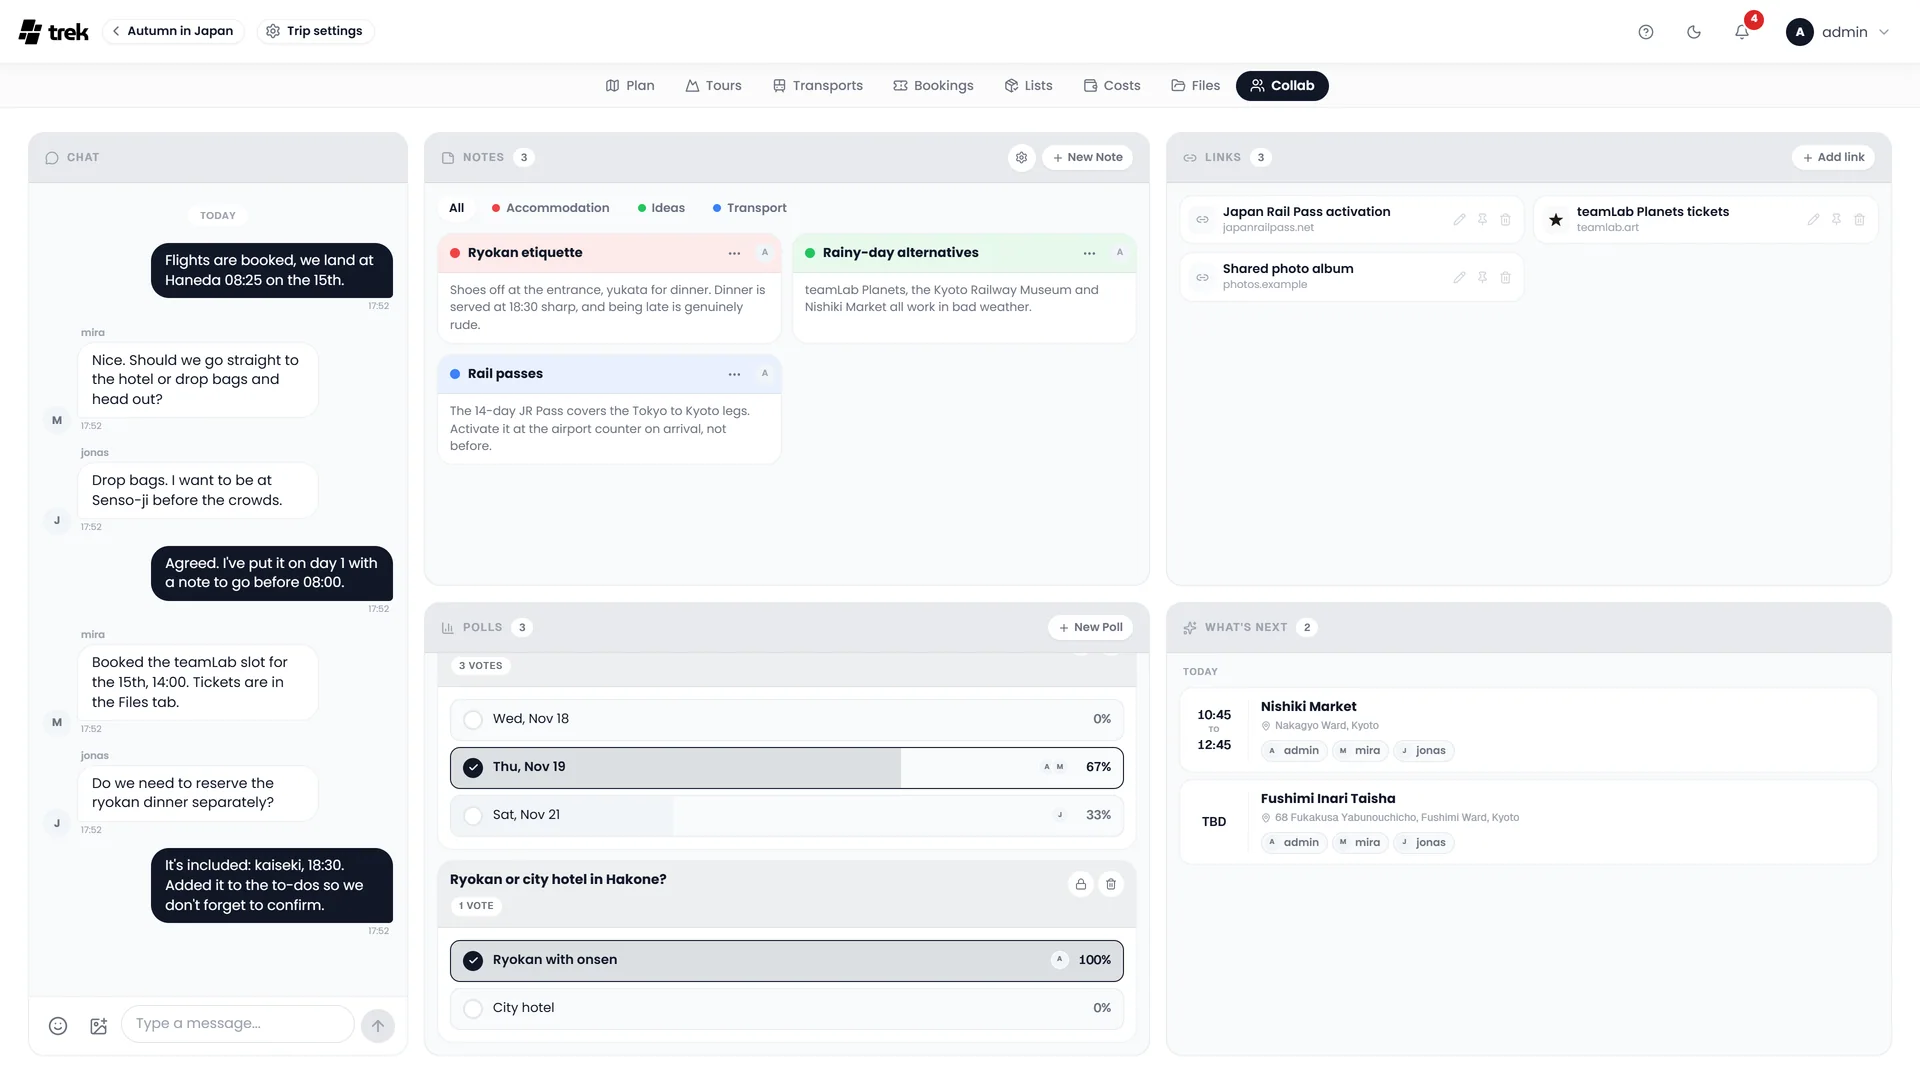 trek
Autumn in Japan
Trip settings
4
A
admin
Plan
Tours
Transports
Bookings
Lists
Costs
Files
Collab
CHAT
TODAY
Flights are booked, we land at
Haneda 08:25 on the 15th.
17:52
mira
Nice. Should we go straight to
the hotel or drop bags and
head out?
M
17:52
jonas
Drop bags. I want to be at
Senso-ji before the crowds.
J
17:52
Agreed. I've put it on day 1 with
a note to go before 08:00.
17:52
mira
Booked the teamLab slot for
the 15th, 14:00. Tickets are in
the Files tab.
M
17:52
jonas
Do we need to reserve the
ryokan dinner separately?
J
17:52
It's included: kaiseki, 18:30.
Added it to the to-dos so we
don't forget to confirm.
17:52
Type a message...
NOTES 3
+ New Note
All
Accommodation
Ideas
Transport
Ryokan etiquette
A
Shoes off at the entrance, yukata for dinner. Dinner is
served at 18:30 sharp, and being late is genuinely
rude.
Rainy-day alternatives
A
teamLab Planets, the Kyoto Railway Museum and
Nishiki Market all work in bad weather.
Rail passes
A
The 14-day JR Pass covers the Tokyo to Kyoto legs.
Activate it at the airport counter on arrival, not
before.
LINKS 3
+ Add link
Japan Rail Pass activation
japanrailpass.net
teamLab Planets tickets
teamlab.art
Shared photo album
photos.example
POLLS 3
+ New Poll
3 VOTES
Wed, Nov 18
0%
Thu, Nov 19
A M
67%
Sat, Nov 21
J
33%
Ryokan or city hotel in Hakone?
1 VOTE
Ryokan with onsen
A
100%
City hotel
0%
WHAT'S NEXT 2
TODAY
10:45
TO
12:45
Nishiki Market
Nakagyo Ward, Kyoto
A admin
M mira
J jonas
TBD
Fushimi Inari Taisha
68 Fukakusa Yabunouchicho, Fushimi Ward, Kyoto
A admin
M mira
J jonas